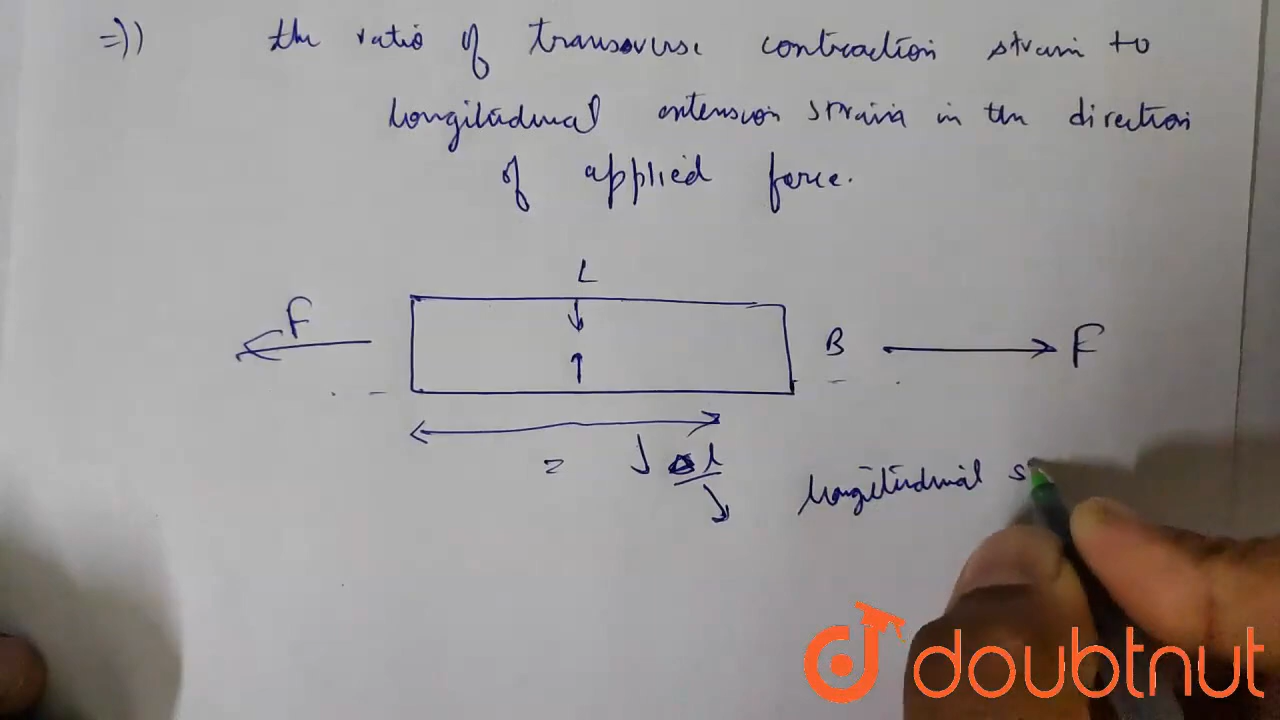 =)) the ratio of transverse contraction strain to
longitudinal extension strain in the direction
of applied force.
L
F
B
F
= Δl
longitudinal s
doubtnut